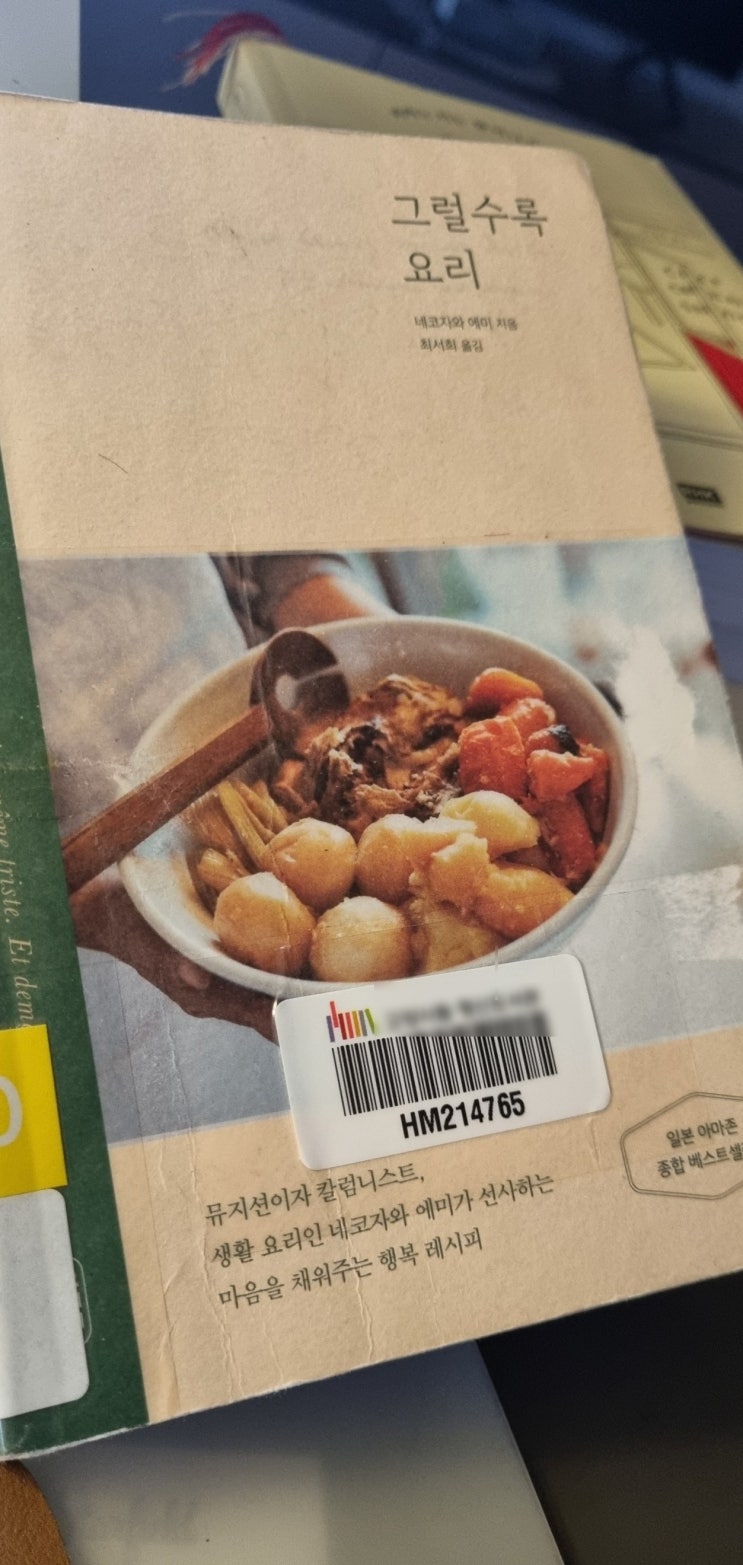 그럴수록
요리
네코자와 에미 지음
최서희 옮김
HM214765
일본 아마존
종합 베스트셀
뮤지션이자 칼럼니스트,
생활 요리인 네코자와 에미가 선사하는
마음을 채워주는 행복 레시피
triste. Et dem